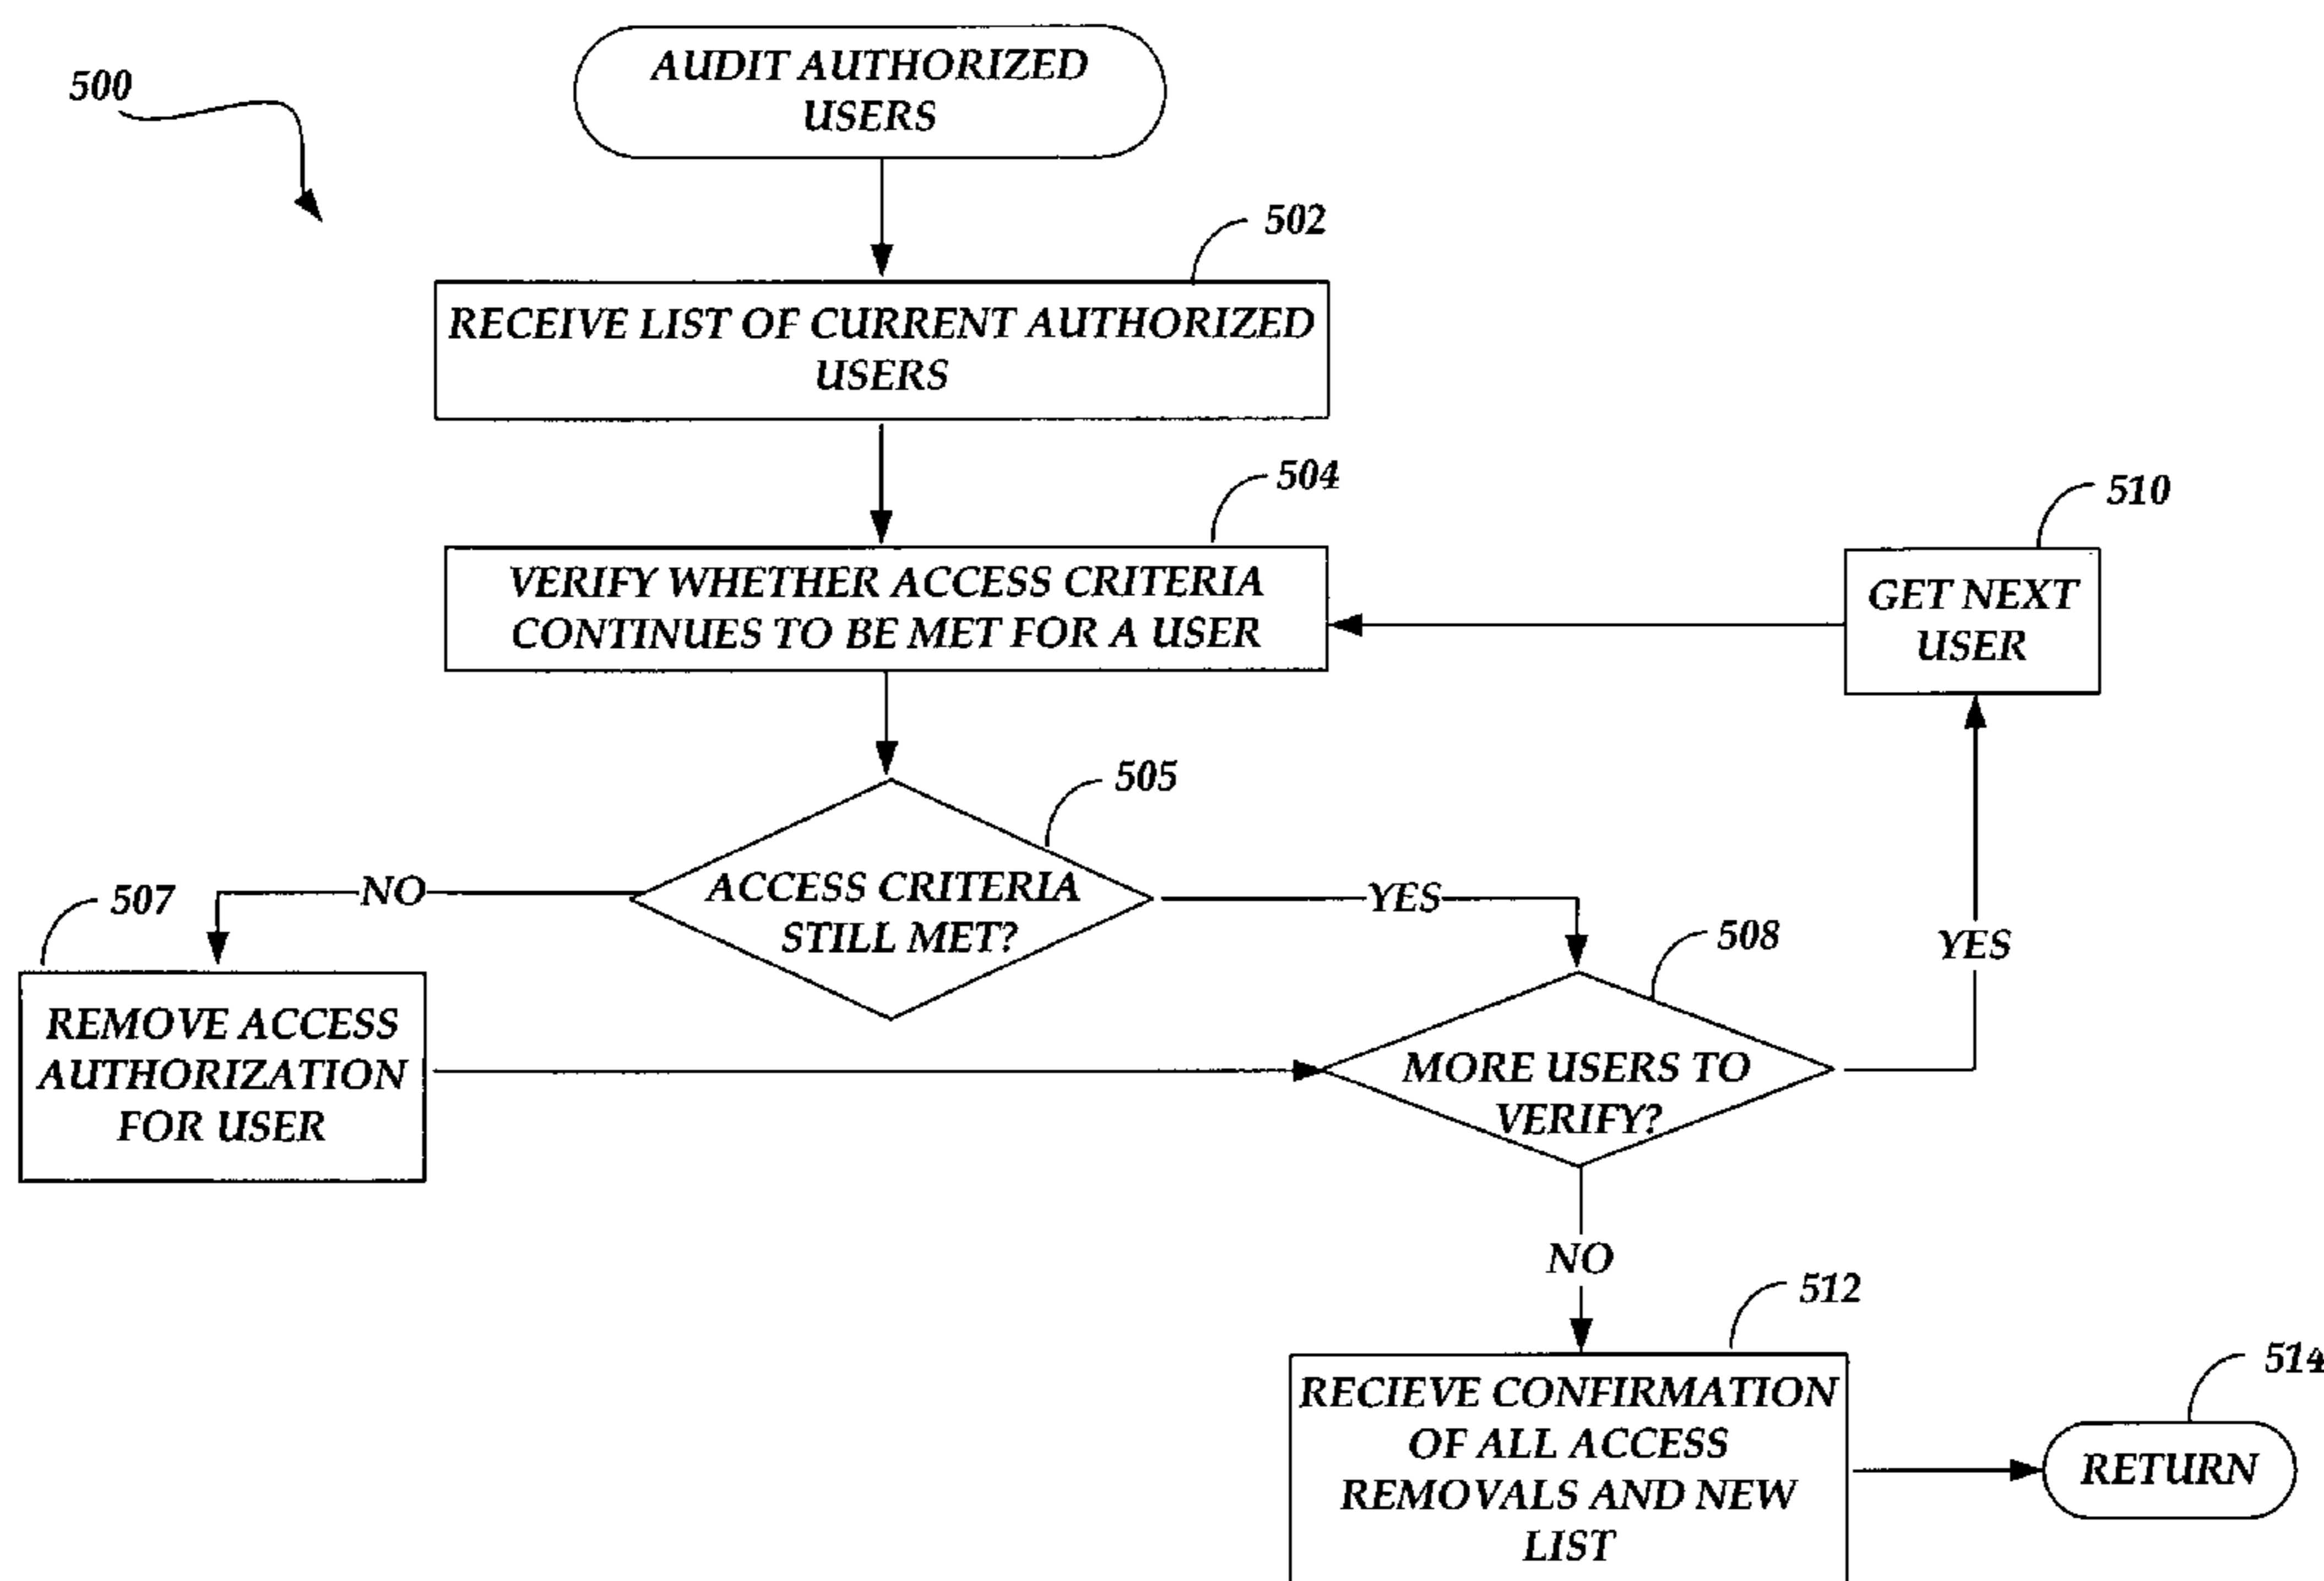 500
AUDIT AUTHORIZED
USERS
502
RECEIVE LIST OF CURRENT AUTHORIZED
USERS
504
VERIFY WHETHER ACCESS CRITERIA
CONTINUES TO BE MET FOR A USER
510
GET NEXT
USER
505
ACCESS CRITERIA
STILL MET?
NO
YES
507
REMOVE ACCESS
AUTHORIZATION
FOR USER
508
MORE USERS TO
VERIFY?
YES
NO
512
RECIEVE CONFIRMATION
OF ALL ACCESS
REMOVALS AND NEW
LIST
514
RETURN